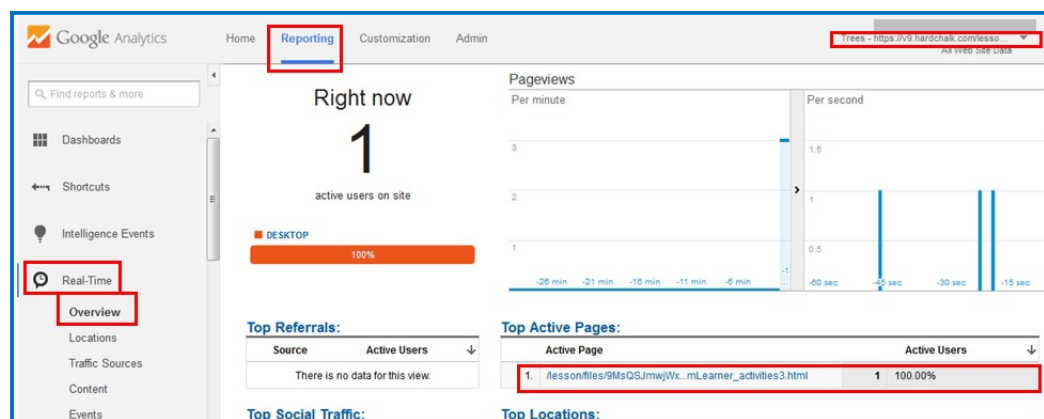 Google Analytics
Home Reporting Customization Admin
Trees - https://v9.hardchalk.com/lesso...
All Web Site Data
Find reports & more
Dashboards
Shortcuts
Intelligence Events
Real-Time
Overview
Locations
Traffic Sources
Content
Events
Right now
1
active users on site
DESKTOP
100%
Pageviews
Per minute
3
2
1
-26 min -21 min -16 min -11 min -6 min -1
...
Per second
1.5
1
0.5
-60 sec -45 sec -30 sec -15 sec
Top Referrals:
Source Active Users
There is no data for this view.
Top Active Pages:
Active Page Active Users
1. /lesson/files/9MsQSJmwjWx...mLearner_activities3.html 1 100.00%
Top Social Traffic:
Top Locations: